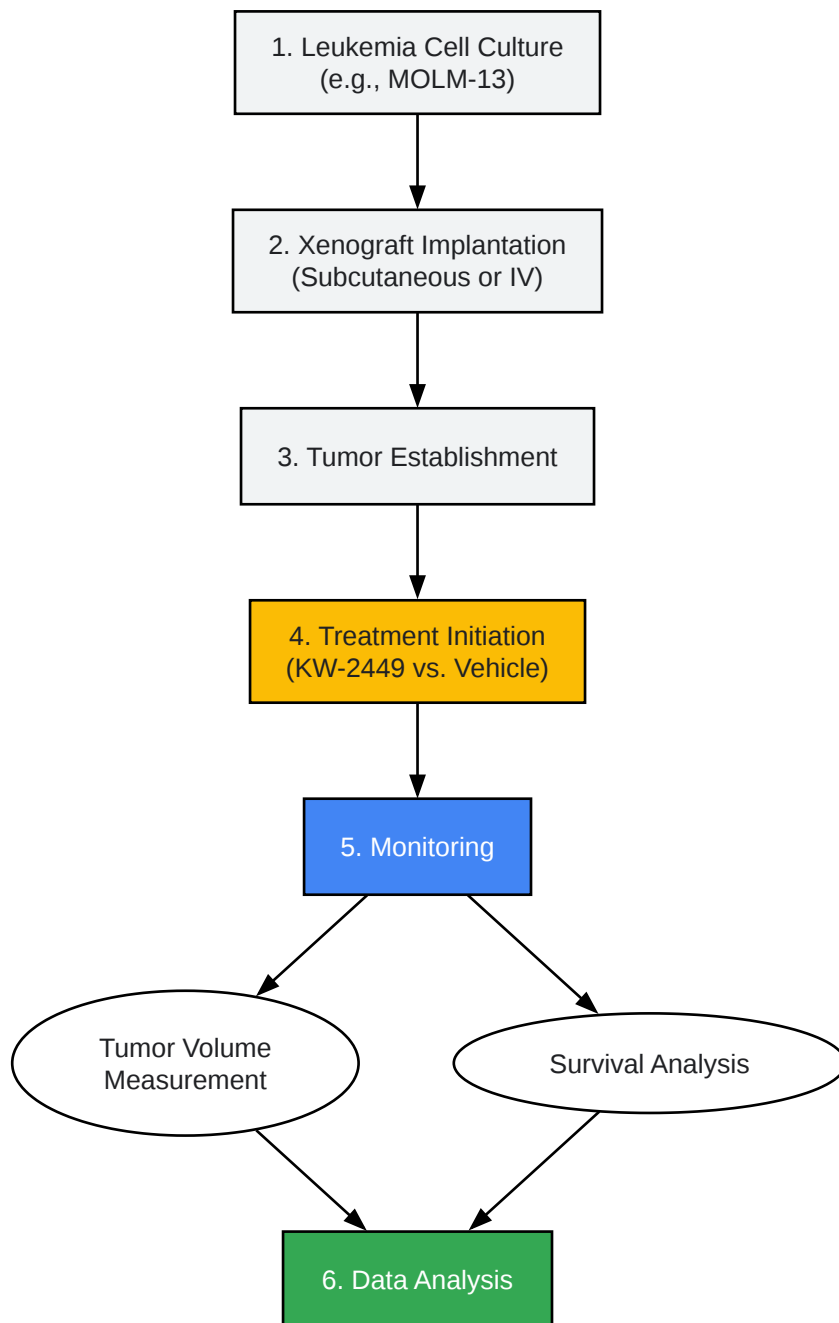 1. Leukemia Cell Culture
(e.g., MOLM-13)
2. Xenograft Implantation
(Subcutaneous or IV)
3. Tumor Establishment
4. Treatment Initiation
(KW-2449 vs. Vehicle)
5. Monitoring
Tumor Volume
Measurement
Survival Analysis
6. Data Analysis